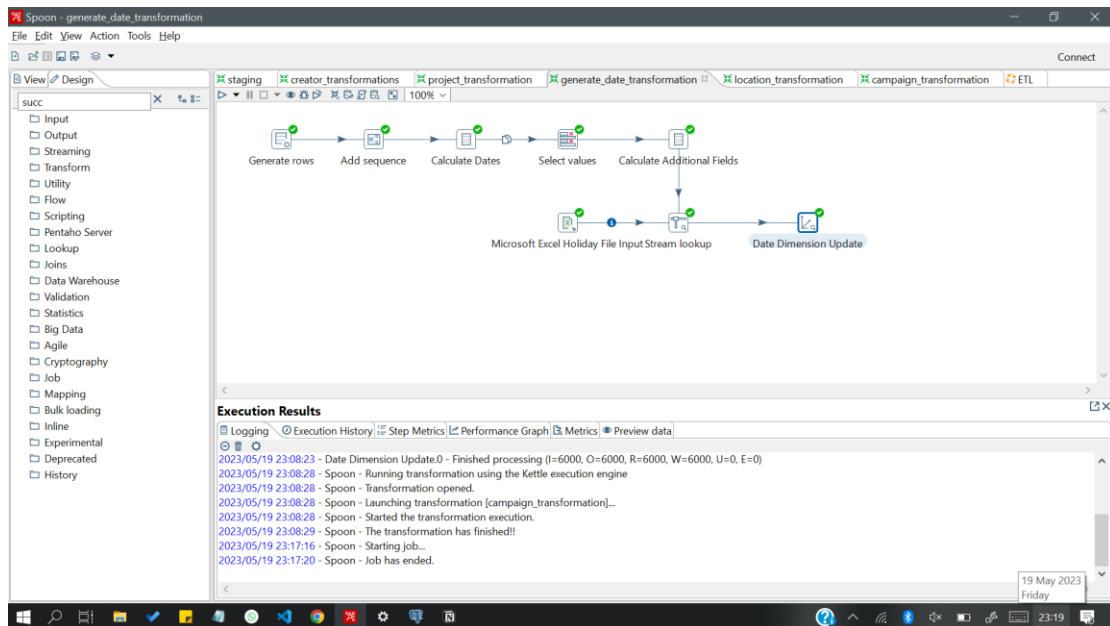 Spoon - generate_date_transformation
File Edit View Action Tools Help
Connect
View Design
staging creator_transformations project_transformation generate_date_transformation location_transformation campaign_transformation ETL
succ
100%
Input
Output
Streaming
Transform
Utility
Flow
Scripting
Pentaho Server
Lookup
Joins
Data Warehouse
Validation
Statistics
Big Data
Agile
Cryptography
Job
Mapping
Bulk loading
Inline
Experimental
Deprecated
History
Generate rows Add sequence Calculate Dates Select values Calculate Additional Fields
Microsoft Excel Holiday File Input Stream lookup Date Dimension Update
Execution Results
Logging Execution History Step Metrics Performance Graph Metrics Preview data
2023/05/19 23:08:23 - Date Dimension Update.0 - Finished processing (I=6000, O=6000, R=6000, W=6000, U=0, E=0)
2023/05/19 23:08:28 - Spoon - Running transformation using the Kettle execution engine
2023/05/19 23:08:28 - Spoon - Transformation opened.
2023/05/19 23:08:28 - Spoon - Launching transformation [campaign_transformation]...
2023/05/19 23:08:28 - Spoon - Started the transformation execution.
2023/05/19 23:08:29 - Spoon - The transformation has finished!!
2023/05/19 23:17:16 - Spoon - Starting job...
2023/05/19 23:17:20 - Spoon - Job has ended.
19 May 2023
Friday
23:19